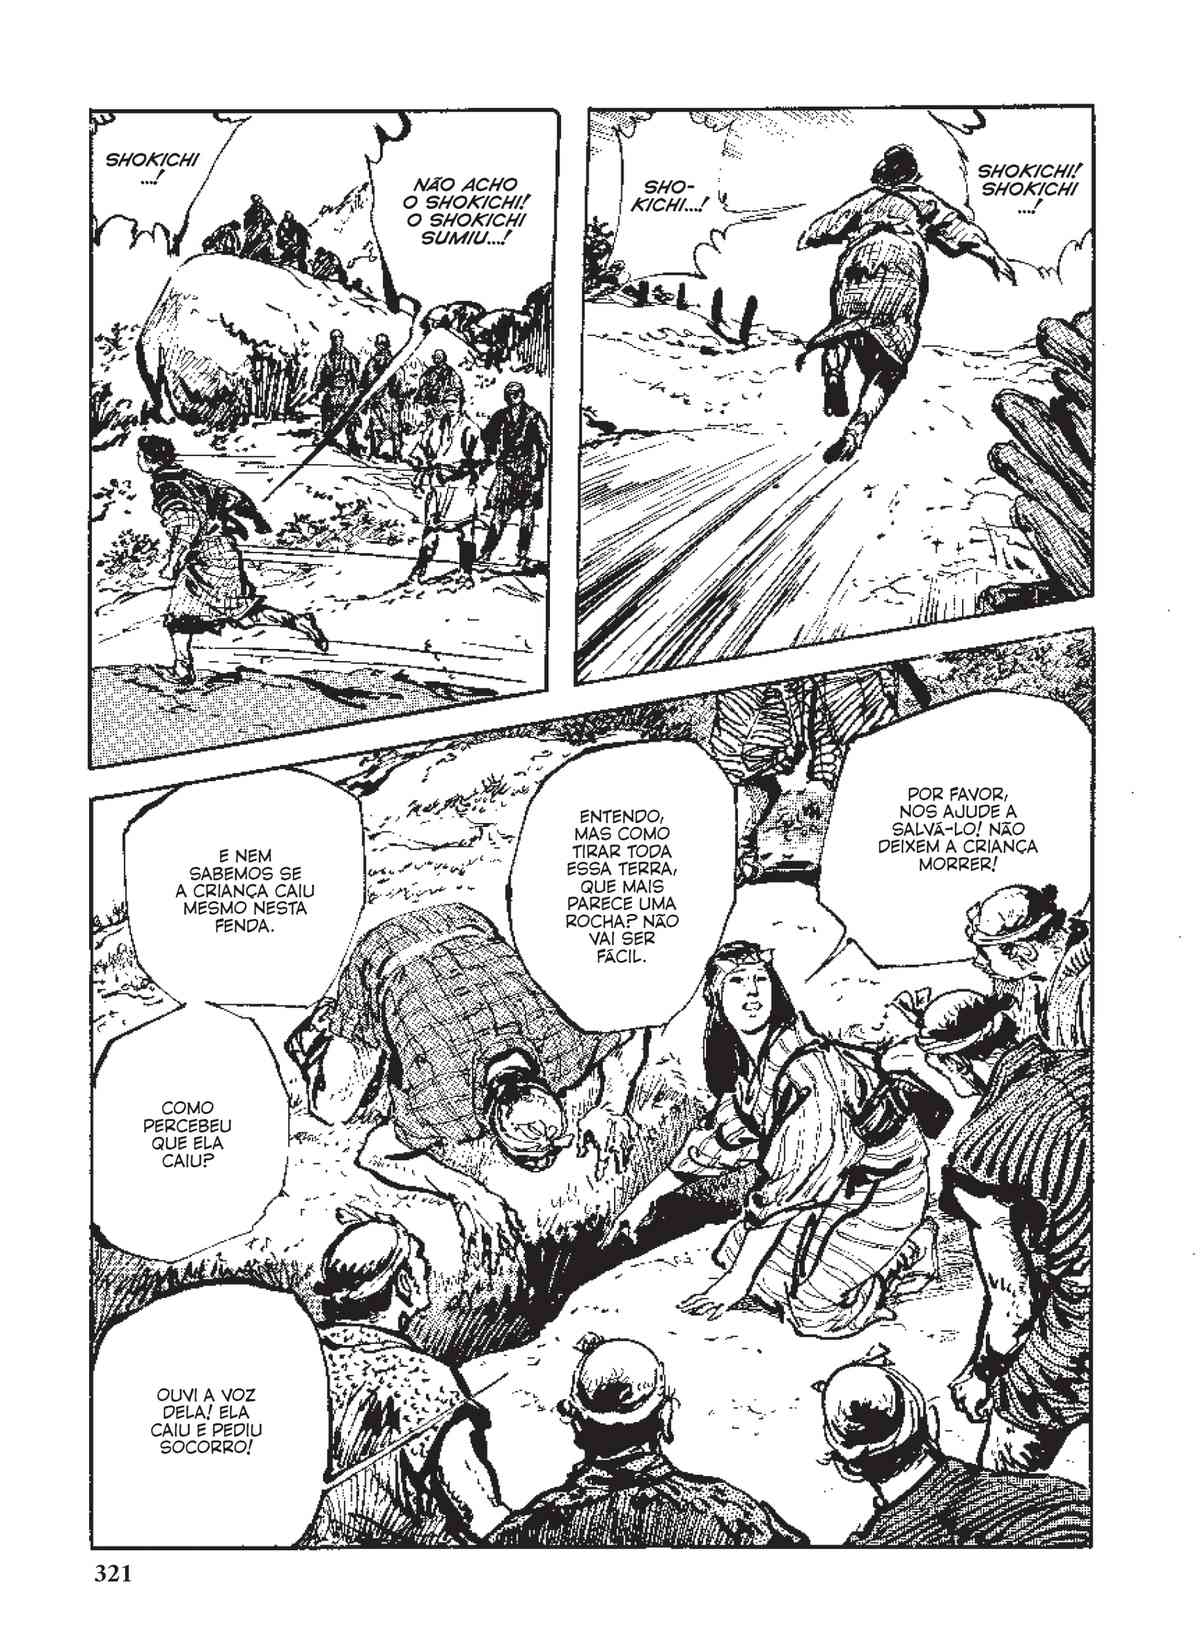 SHOKICHI!
SHOKICHI
...!
SHO-
KICHI...!
NÃO ACHO
O SHOKICHI!
O SHOKICHI
SUMIU...!
SHOKICHI
...!
POR FAVOR,
NOS AJUDE A
SALVÁ-LO! NÃO
DEIXEM A CRIANÇA
MORRER!
ENTENDO,
MAS COMO
TIRAR TODA
ESSA TERRA,
QUE MAIS
PARECE UMA
ROCHA? NÃO
VAI SER
FÁCIL.
E NEM
SABEMOS SE
A CRIANÇA CAIU
MESMO NESTA
FENDA.
COMO
PERCEBEU
QUE ELA
CAIU?
OUVI A VOZ
DELA! ELA
CAIU E PEDIU
SOCORRO!
321